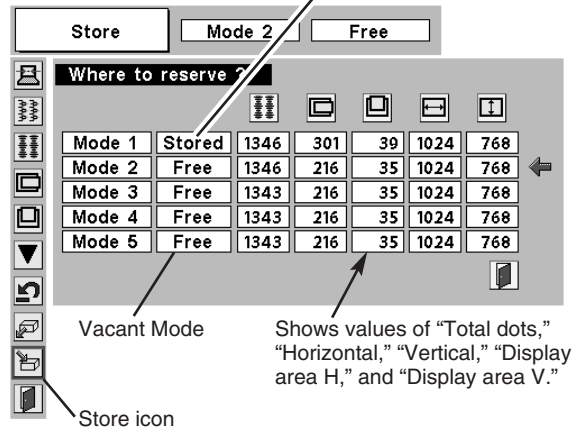 Store Mode 2 Free
Where to reserve ?
Mode 1 Stored 1346 301 39 1024 768
Mode 2 Free 1346 216 35 1024 768
Mode 3 Free 1343 216 35 1024 768
Mode 4 Free 1343 216 35 1024 768
Mode 5 Free 1343 216 35 1024 768
Vacant Mode
Shows values of “Total dots,”
“Horizontal,” “Vertical,” “Display
area H,” and “Display area V.”
Store icon